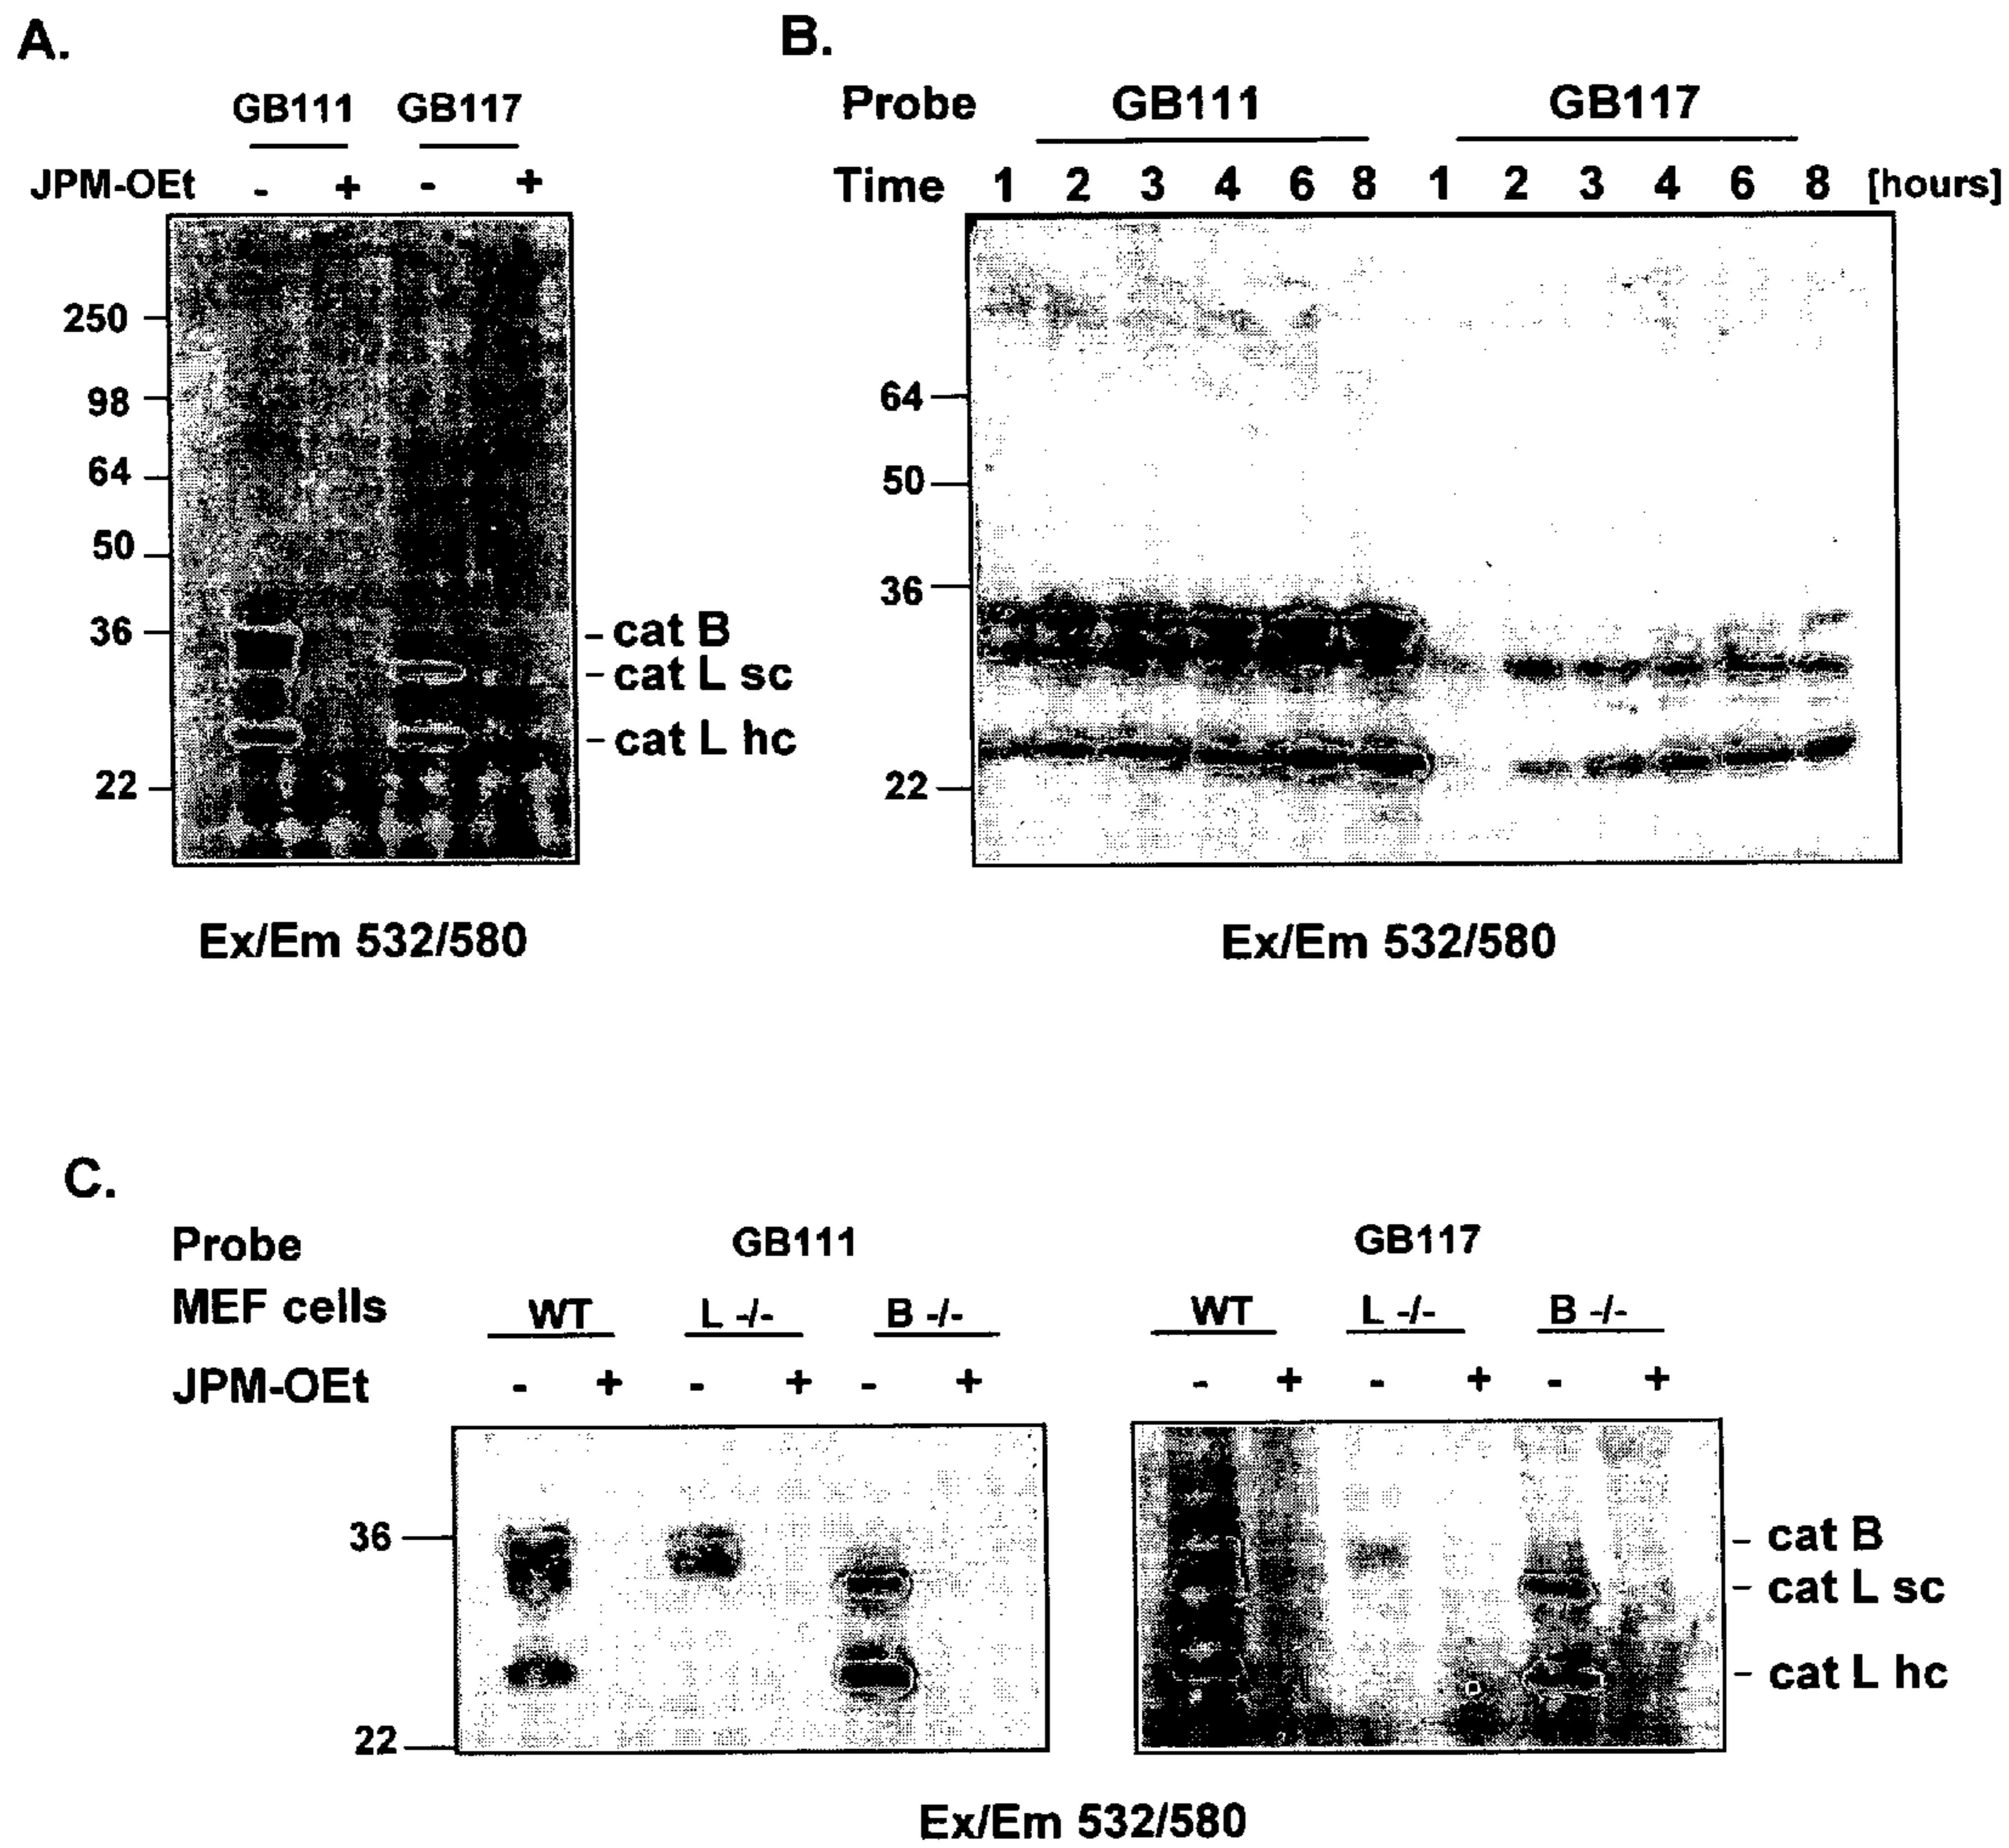 A.
GB111 GB117
JPM-OEt - + - +
250
98
64
50
36
22
cat B
cat L sc
cat L hc
Ex/Em 532/580
B.
Probe GB111 GB117
Time 1 2 3 4 6 8 1 2 3 4 6 8 [hours]
64
50
36
22
Ex/Em 532/580
C.
Probe GB111 GB117
MEF cells WT L -/- B -/- WT L -/- B -/-
JPM-OEt - + - + - + - + - + - +
36
22
cat B
cat L sc
cat L hc
Ex/Em 532/580